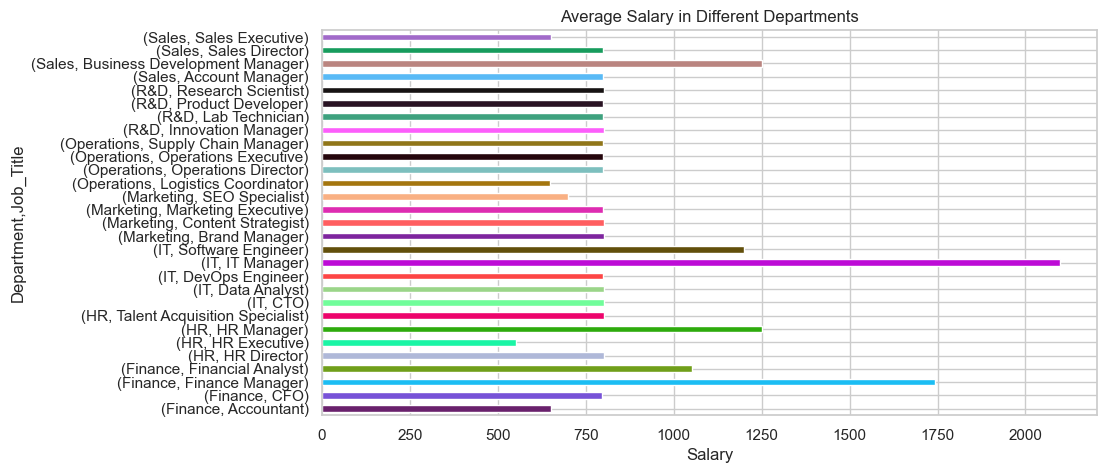 Average Salary in Different Departments
(Sales, Sales Executive)
(Sales, Sales Director)
(Sales, Business Development Manager)
(Sales, Account Manager)
(R&D, Research Scientist)
(R&D, Product Developer)
(R&D, Lab Technician)
(R&D, Innovation Manager)
(Operations, Supply Chain Manager)
(Operations, Operations Executive)
(Operations, Operations Director)
(Operations, Logistics Coordinator)
(Marketing, SEO Specialist)
(Marketing, Marketing Executive)
(Marketing, Content Strategist)
(Marketing, Brand Manager)
(IT, Software Engineer)
(IT, IT Manager)
(IT, DevOps Engineer)
(IT, Data Analyst)
(IT, CTO)
(HR, Talent Acquisition Specialist)
(HR, HR Manager)
(HR, HR Executive)
(HR, HR Director)
(Finance, Financial Analyst)
(Finance, Finance Manager)
(Finance, CFO)
(Finance, Accountant)
Department,Job_Title
0 250 500 750 1000 1250 1500 1750 2000
Salary